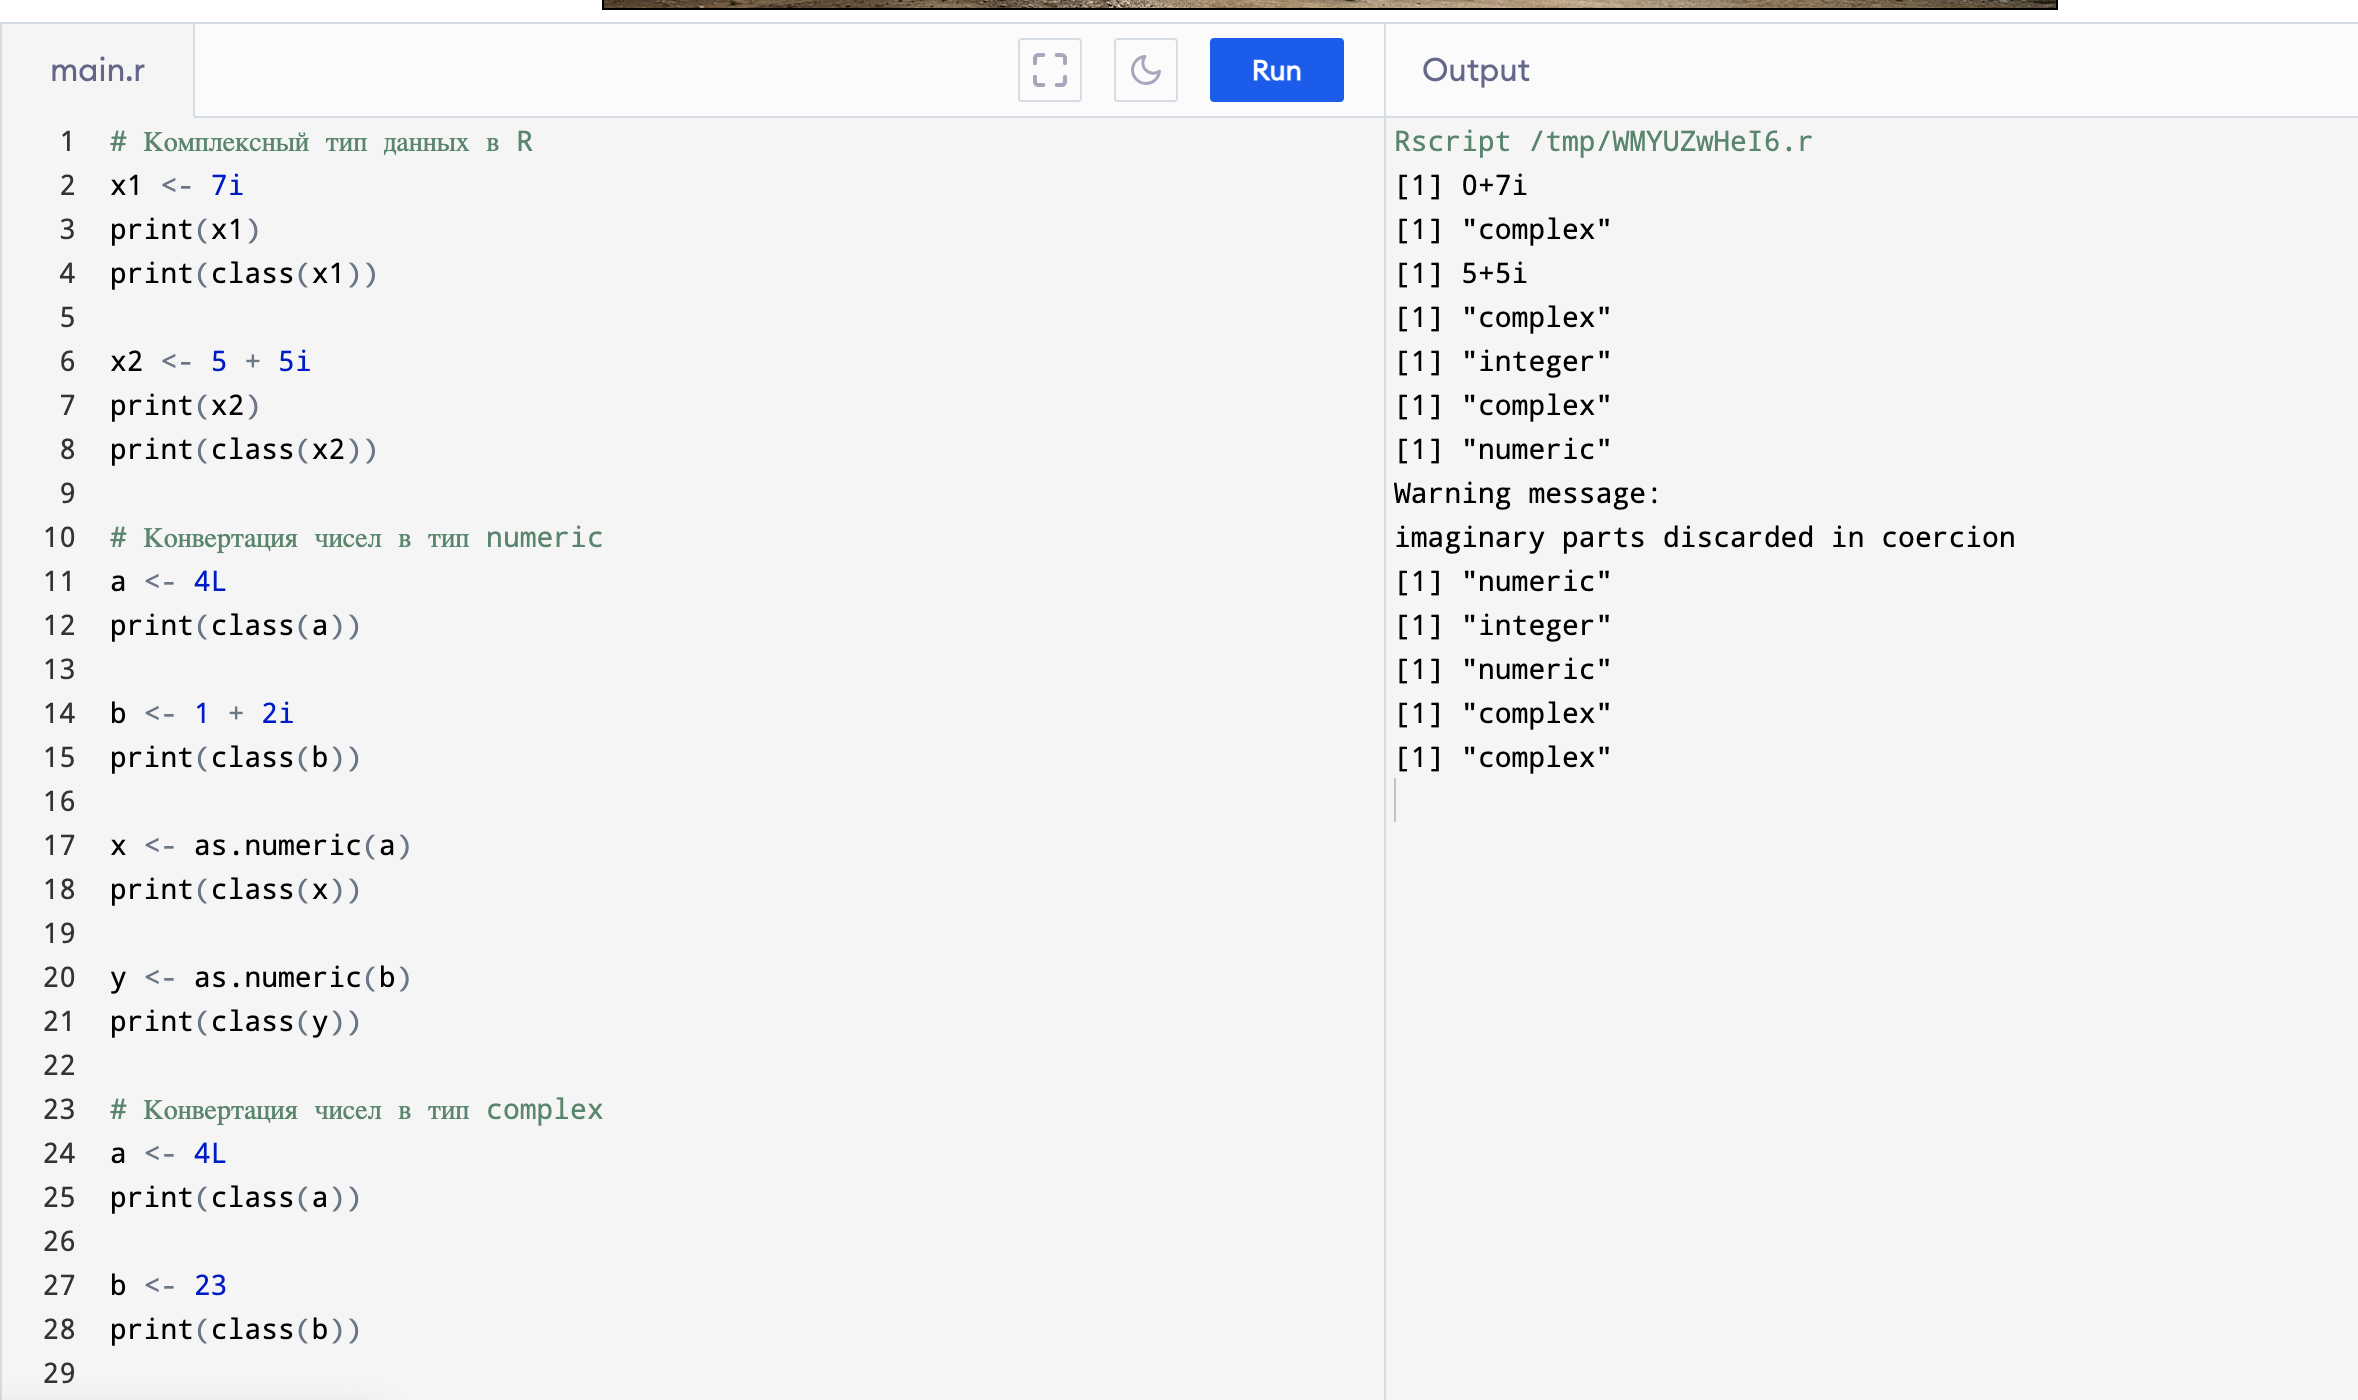 main.r
Run
Output
1 # Комплексный тип данных в R
2 x1 <- 7i
3 print(x1)
4 print(class(x1))
5
6 x2 <- 5 + 5i
7 print(x2)
8 print(class(x2))
9
10 # Конвертация чисел в тип numeric
11 a <- 4L
12 print(class(a))
13
14 b <- 1 + 2i
15 print(class(b))
16
17 x <- as.numeric(a)
18 print(class(x))
19
20 y <- as.numeric(b)
21 print(class(y))
22
23 # Конвертация чисел в тип complex
24 a <- 4L
25 print(class(a))
26
27 b <- 23
28 print(class(b))
29
Rscript /tmp/WMYUZwHeI6.r
[1] 0+7i
[1] "complex"
[1] 5+5i
[1] "complex"
[1] "integer"
[1] "complex"
[1] "numeric"
Warning message:
imaginary parts discarded in coercion
[1] "numeric"
[1] "integer"
[1] "numeric"
[1] "complex"
[1] "complex"